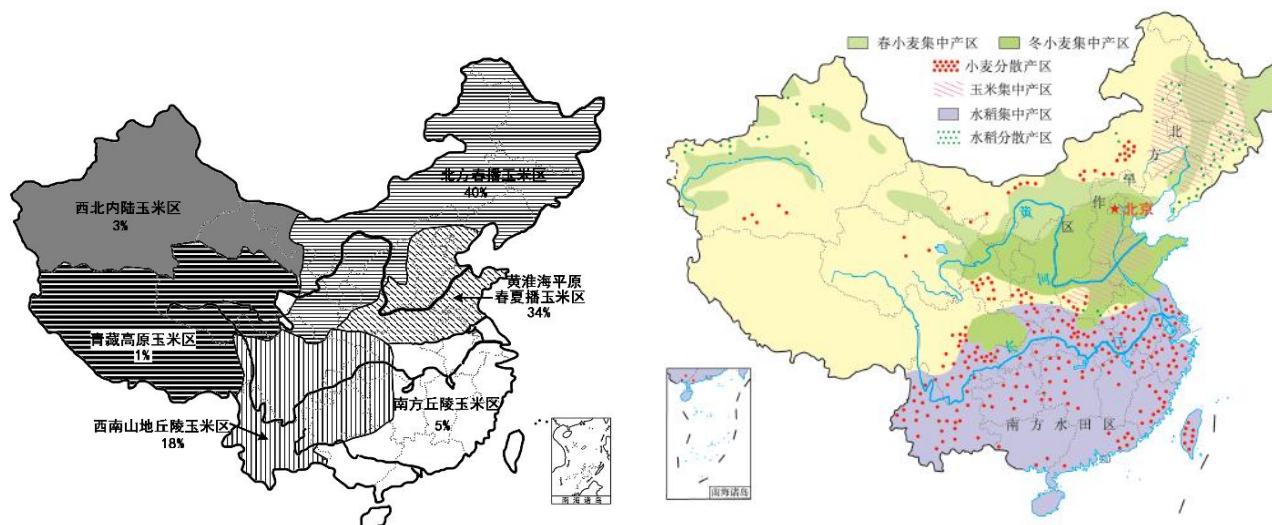 西北内陆玉米区
3%
北方春播玉米区
40%
黄淮海平原
春夏播玉米区
34%
青藏高原玉米区
1%
西南山地丘陵玉米区
18%
南方丘陵玉米区
5%
南海诸岛
春小麦集中产区
冬小麦集中产区
小麦分散产区
玉米集中产区
水稻集中产区
水稻分散产区
北方旱作区
北京
黄河
长江
南方水田区
南海诸岛